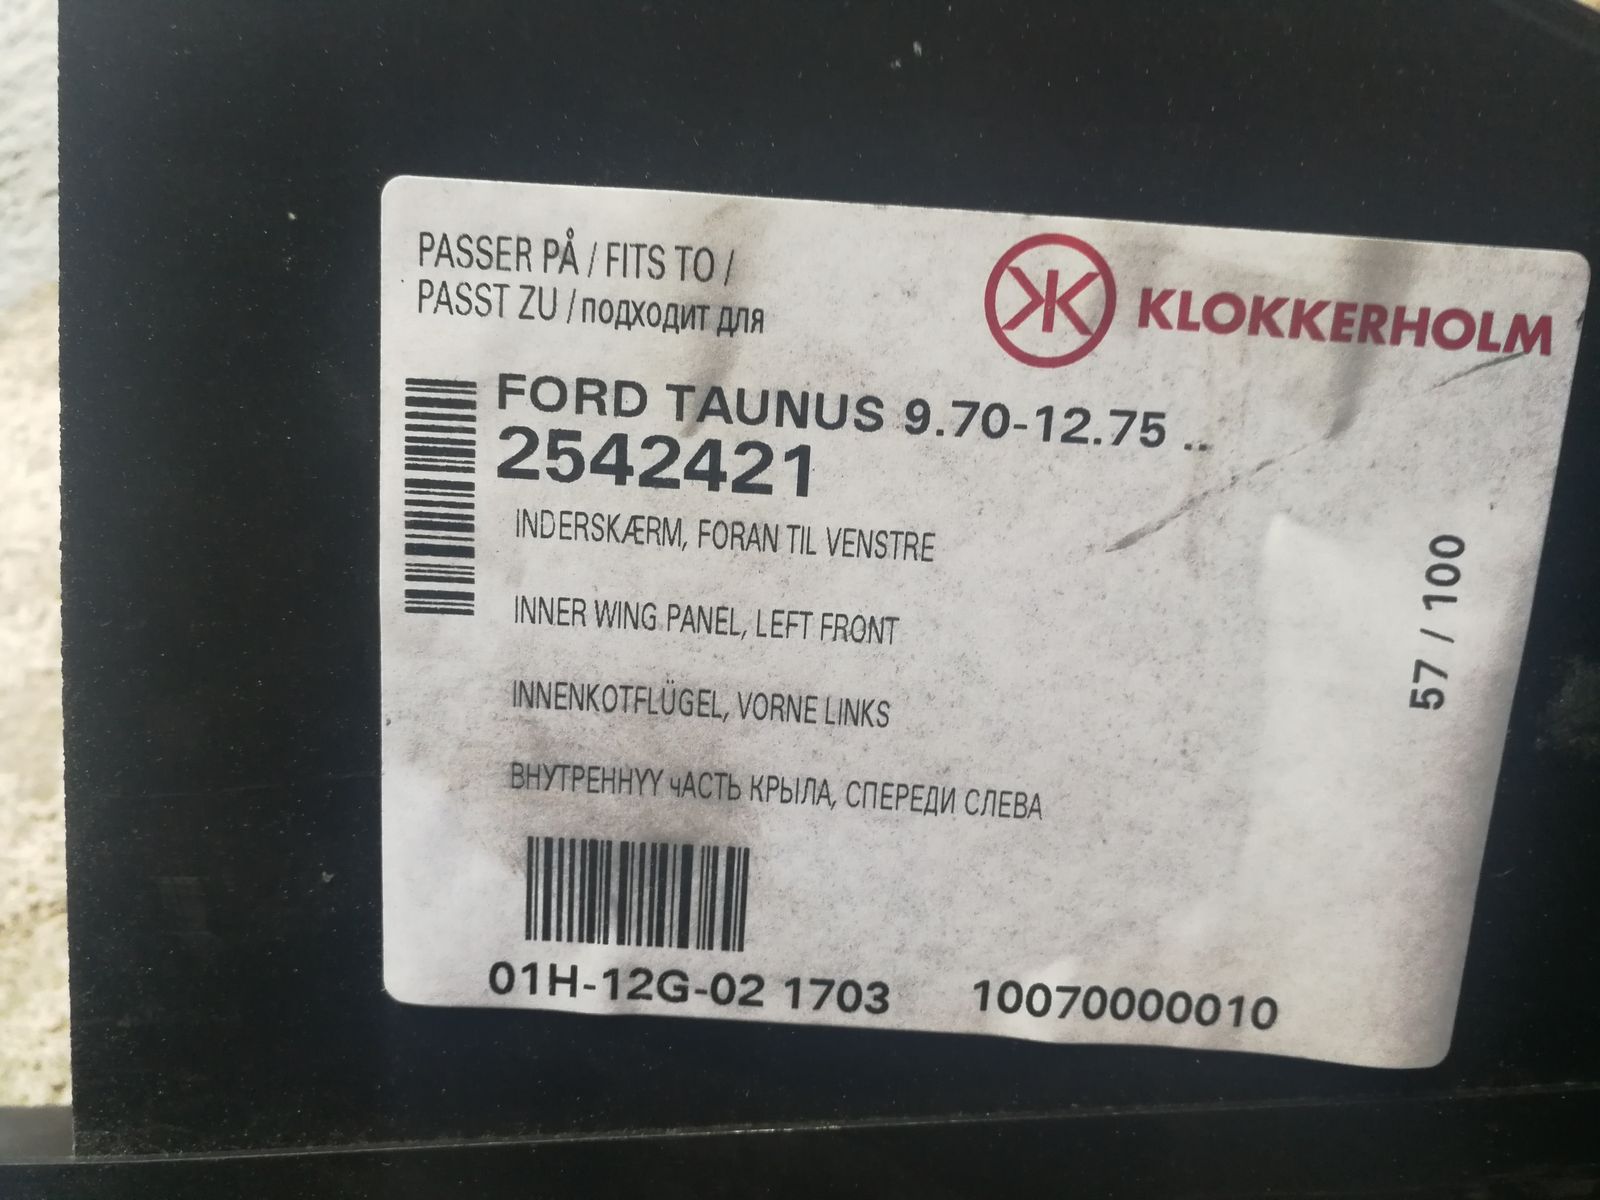 PASSER PÅ / FITS TO /
PASST ZU / подходит для
KLOKKERHOLM
FORD TAUNUS 9.70-12.75 ..
2542421
INDERSKÆRM, FORAN TIL VENSTRE
INNER WING PANEL, LEFT FRONT
INNENKOTFLÜGEL, VORNE LINKS
ВНУТРЕННУУ чАСТЬ КРЫЛА, СПЕРЕДИ СЛЕВА
57 / 100
01H-12G-02 1703 10070000010